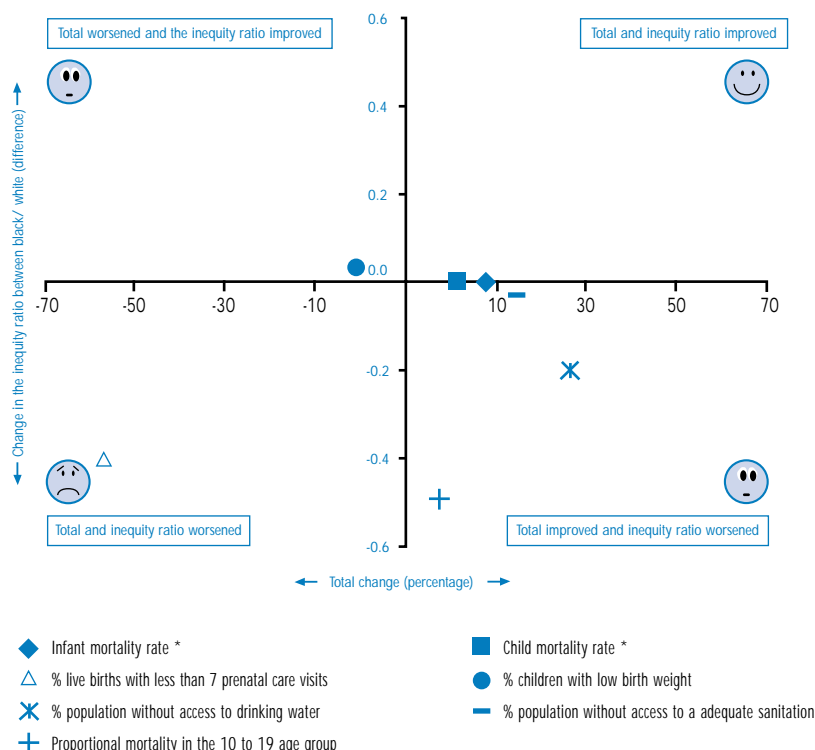 Total worsened and the inequity ratio improved
Total and inequity ratio improved
Change in the inequity ratio between black/ white (difference)
0.6
0.4
0.2
0.0
-70 -50 -30 -10 10 30 50 70
-0.2
-0.4
-0.6
Total and inequity ratio worsened
Total improved and inequity ratio worsened
Total change (percentage)
Infant mortality rate *
Child mortality rate *
% live births with less than 7 prenatal care visits
% children with low birth weight
% population without access to drinking water
% population without access to a adequate sanitation
Proportional mortality in the 10 to 19 age group